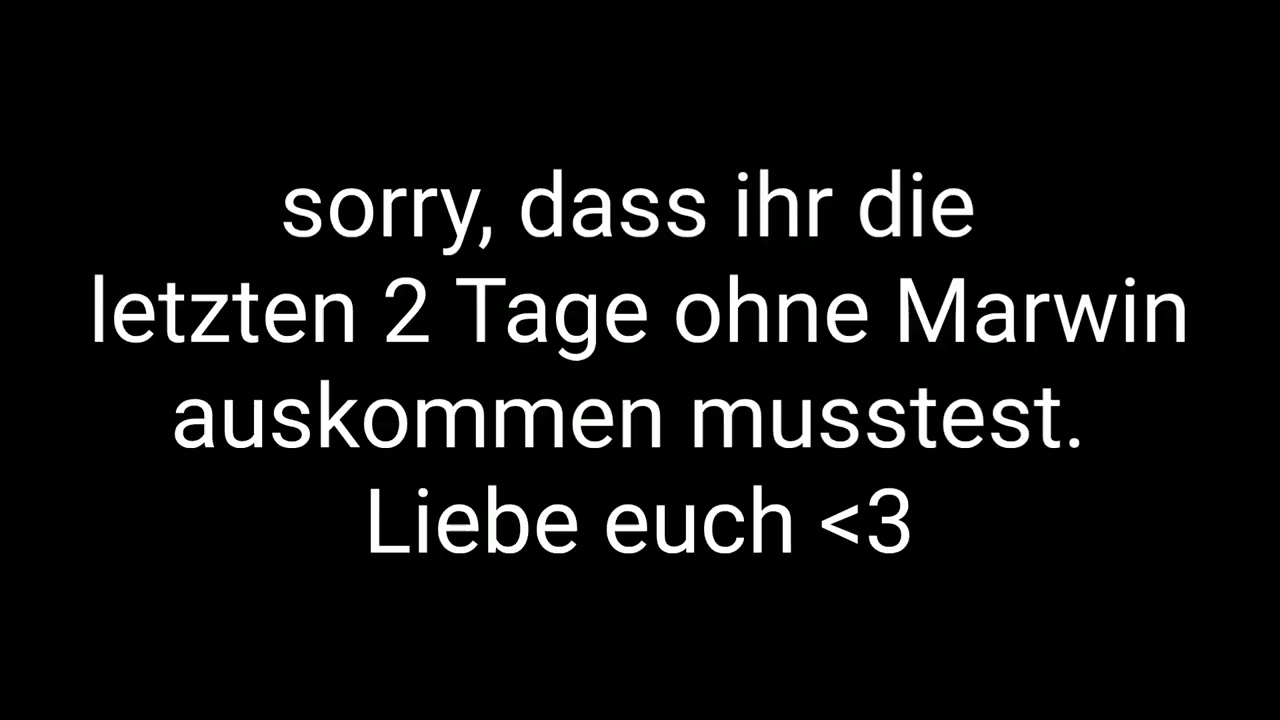 sorry, dass ihr die
letzten 2 Tage ohne Marwin
auskommen musstest.
Liebe euch <3